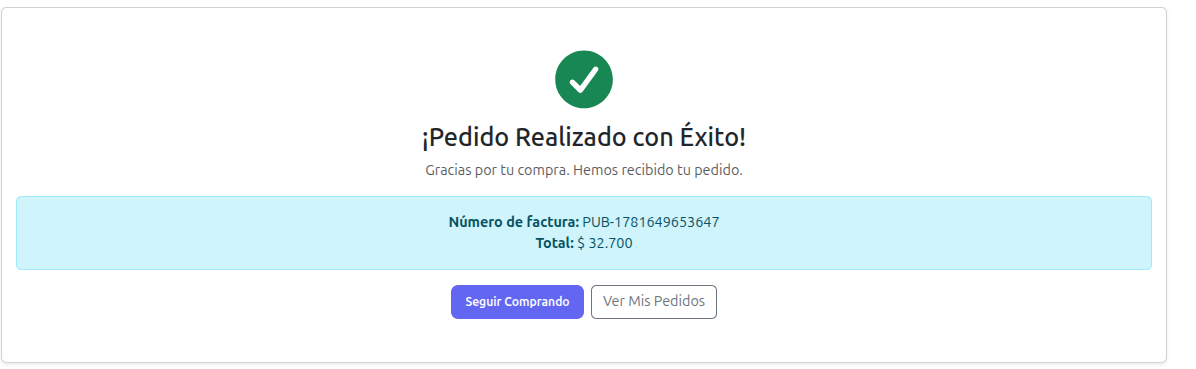 ¡Pedido Realizado con Éxito!
Gracias por tu compra. Hemos recibido tu pedido.
Número de factura: PUB-1781649653647
Total: $ 32.700
Seguir Comprando Ver Mis Pedidos